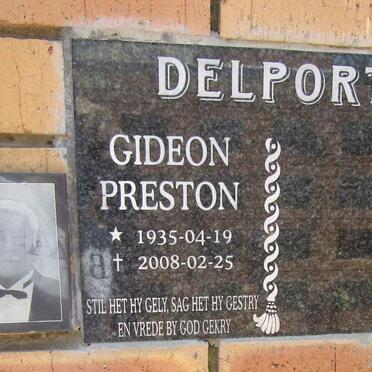 DELPORT
GIDEON
PRESTON
★ 1935-04-19
† 2008-02-25
STIL HET HY GELY, SAG HET HY GESTRY
EN VREDE BY GOD GEKRY